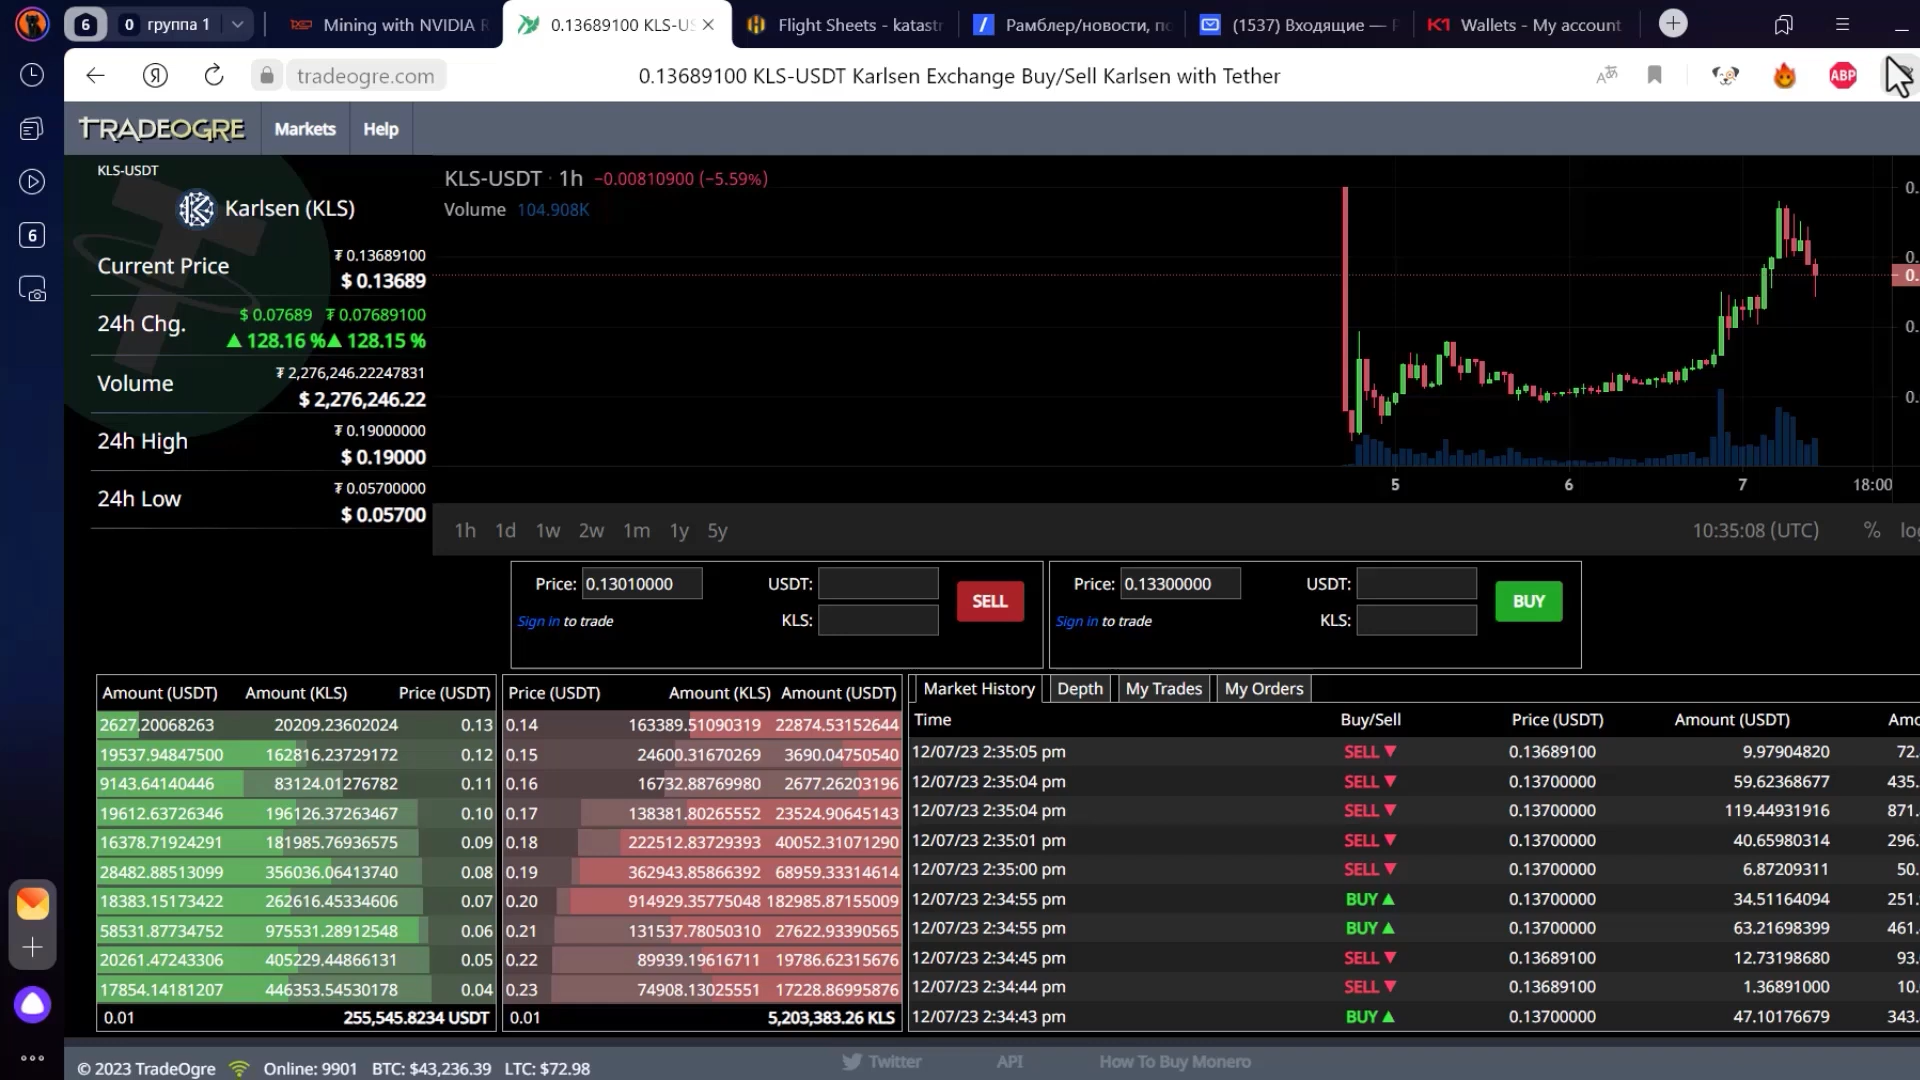 6 0 группа 1 Mining with NVIDIA 0.13689100 KLS-US Flight Sheets - katast Рамблер/новости, по (1537) Входящие — K1 Wallets - My account
tradeogre.com 0.13689100 KLS-USDT Karlsen Exchange Buy/Sell Karlsen with Tether ABP
TRADEOGRE Markets Help
6
KLS-USDT
Karlsen (KLS)
Current Price ₮ 0.13689100
$ 0.13689
24h Chg. $ 0.07689 ₮ 0.07689100
▲ 128.16 %▲ 128.15 %
Volume ₮ 2,276,246.22247831
$ 2,276,246.22
24h High ₮ 0.19000000
$ 0.19000
24h Low ₮ 0.05700000
$ 0.05700
KLS-USDT · 1h −0.00810900 (−5.59%)
Volume 104.908K
5 6 7 18:00
1h 1d 1w 2w 1m 1y 5y 10:35:08 (UTC) %
Price: 0.13010000 USDT: SELL
Sign in to trade KLS:
Price: 0.13300000 USDT: BUY
Sign in to trade KLS:
Amount (USDT) Amount (KLS) Price (USDT)
2627.20068263 20209.23602024 0.13
19537.94847500 162816.23729172 0.12
9143.64140446 83124.01276782 0.11
19612.63726346 196126.37263467 0.10
16378.71924291 181985.76936575 0.09
28482.88513099 356036.06413740 0.08
18383.15173422 262616.45334606 0.07
58531.87734752 975531.28912548 0.06
20261.47243306 405229.44866131 0.05
17854.14181207 446353.54530178 0.04
0.01 255,545.8234 USDT
Price (USDT) Amount (KLS) Amount (USDT)
0.14 163389.51090319 22874.53152644
0.15 24600.31670269 3690.04750540
0.16 16732.88769980 2677.26203196
0.17 138381.80265552 23524.90645143
0.18 222512.83729393 40052.31071290
0.19 362943.85866392 68959.33314614
0.20 914929.35775048 182985.87155009
0.21 131537.78050310 27622.93390565
0.22 89939.19616711 19786.62315676
0.23 74908.13025551 17228.86995876
0.01 5,203,383.26 KLS
Market History Depth My Trades My Orders
Time Buy/Sell Price (USDT) Amount (USDT) Amo
12/07/23 2:35:05 pm SELL ▼ 0.13689100 9.97904820 72.
12/07/23 2:35:04 pm SELL ▼ 0.13700000 59.62368677 435.
12/07/23 2:35:04 pm SELL ▼ 0.13700000 119.44931916 871.
12/07/23 2:35:01 pm SELL ▼ 0.13700000 40.65980314 296.
12/07/23 2:35:00 pm SELL ▼ 0.13700000 6.87209311 50.
12/07/23 2:34:55 pm BUY ▲ 0.13700000 34.51164094 251.
12/07/23 2:34:55 pm BUY ▲ 0.13700000 63.21698399 461.
12/07/23 2:34:45 pm SELL ▼ 0.13689100 12.73198680 93.
12/07/23 2:34:44 pm SELL ▼ 0.13689100 1.36891000 10.
12/07/23 2:34:43 pm BUY ▲ 0.13700000 47.10176679 343.
© 2023 TradeOgre Online: 9901 BTC: $43,236.39 LTC: $72.98 Twitter API How To Buy Monero